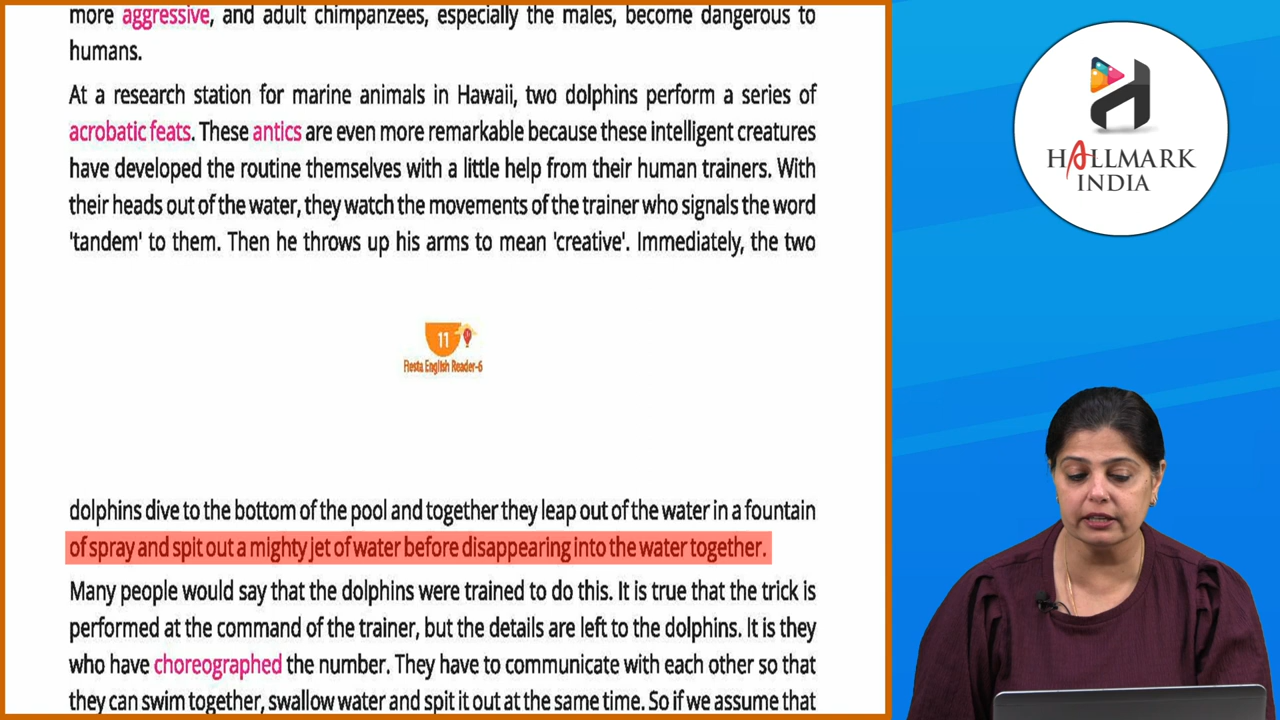 more aggressive, and adult chimpanzees, especially the males, become dangerous to
humans.
At a research station for marine animals in Hawaii, two dolphins perform a series of
acrobatic feats. These antics are even more remarkable because these intelligent creatures
have developed the routine themselves with a little help from their human trainers. With
their heads out of the water, they watch the movements of the trainer who signals the word
'tandem' to them. Then he throws up his arms to mean 'creative'. Immediately, the two
11
Fiesta English Reader-6
dolphins dive to the bottom of the pool and together they leap out of the water in a fountain
of spray and spit out a mighty jet of water before disappearing into the water together.
Many people would say that the dolphins were trained to do this. It is true that the trick is
performed at the command of the trainer, but the details are left to the dolphins. It is they
who have choreographed the number. They have to communicate with each other so that
they can swim together, swallow water and spit it out at the same time. So if we assume that
HALLMARK
INDIA